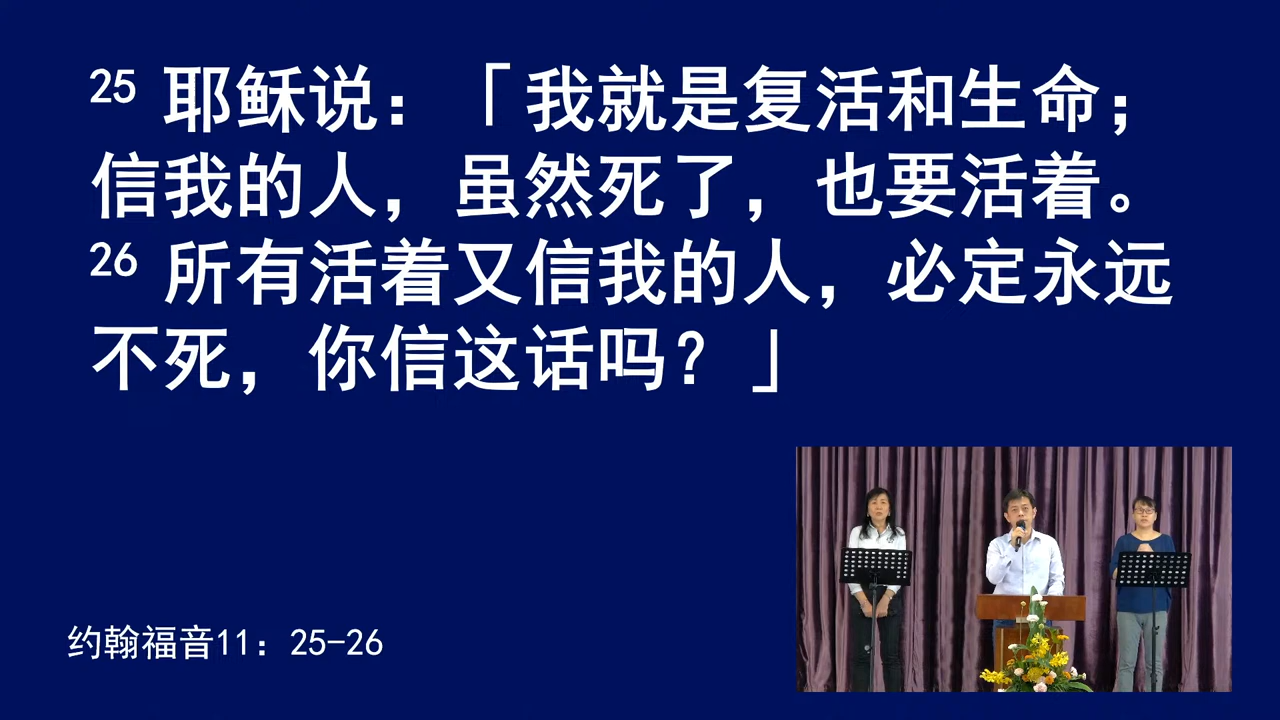 25 耶稣说：「我就是复活和生命；
信我的人，虽然死了，也要活着。
26 所有活着又信我的人，必定永远
不死，你信这话吗？」
约翰福音11：25-26